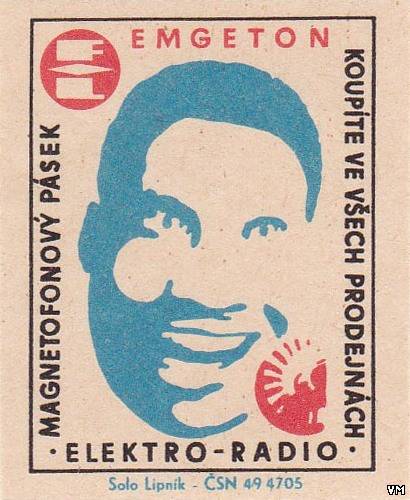 EMGETON
MAGNETOFONOVÝ PÁSEK
KOUPÍTE VE VŠECH PRODEJNÁCH
·ELEKTRO-RADIO·
Solo Lipník - ČSN 49 4705
VM